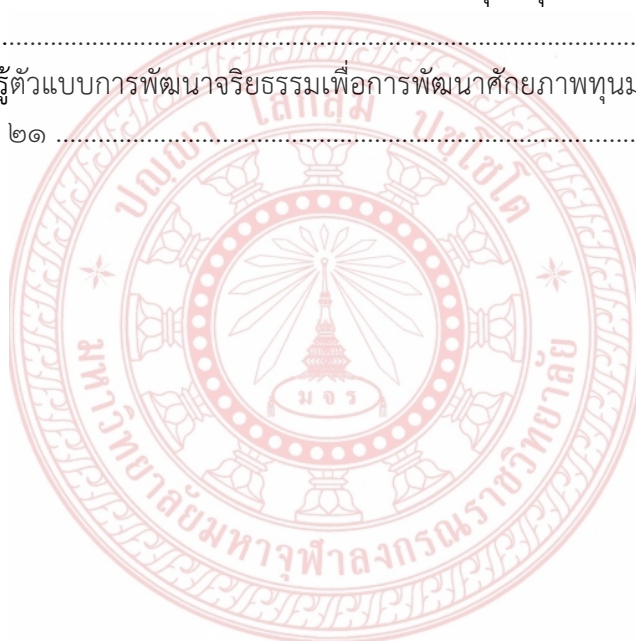 รู้ตัวแบบการพัฒนาจริยธรรมเพื่อการพัฒนาศักยภาพทุนม
๒๑ ........................................................................
ปญฺญา โลกสฺมิ ปชฺโชโต
ม จ ร
มหาวิทยาลัยมหาจุฬาลงกรณราชวิทยาลัย